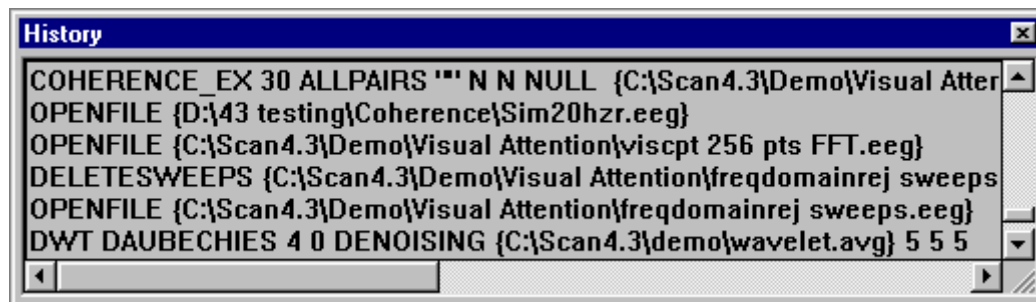 History
COHERENCE_EX 30 ALLPAIRS "" N N NULL  {C:\Scan4.3\Demo\Visual Atter
OPENFILE {D:\43 testing\Coherence\Sim20hzr.eeg}
OPENFILE {C:\Scan4.3\Demo\Visual Attention\viscpt 256 pts FFT.eeg}
DELETESWEEPS {C:\Scan4.3\Demo\Visual Attention\freqdomainrej sweeps
OPENFILE {C:\Scan4.3\Demo\Visual Attention\freqdomainrej sweeps.eeg}
DWT DAUBECHIES 4 0 DENOISING {C:\Scan4.3\demo\wavelet.avg} 5 5 5